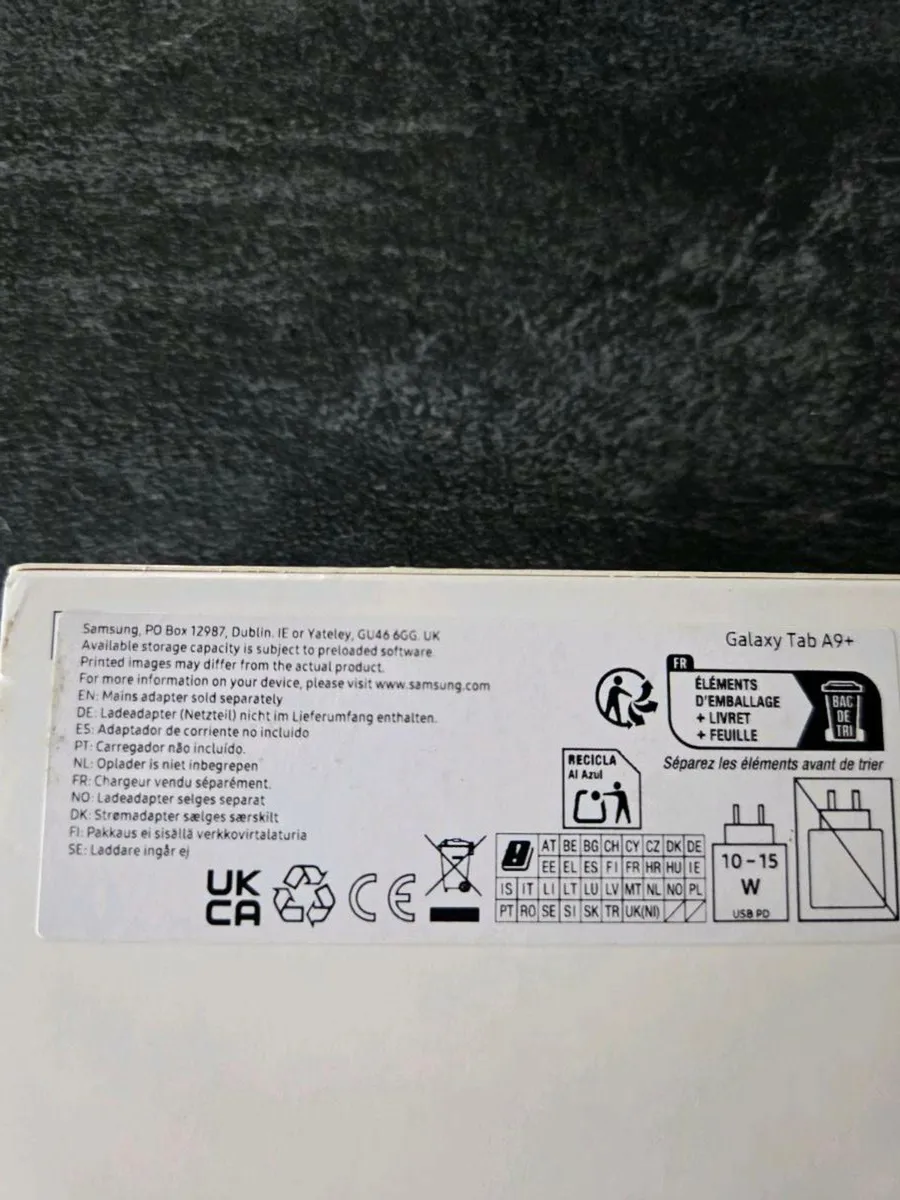 Samsung, PO Box 12987, Dublin. IE or Yateley, GU46 6GG. UK
Available storage capacity is subject to preloaded software.
Printed images may differ from the actual product.
For more information on your device, please visit www.samsung.com
EN: Mains adapter sold separately
DE: Ladeadapter (Netzteil) nicht im Lieferumfang enthalten.
ES: Adaptador de corriente no incluido
PT: Carregador não incluído.
NL: Oplader is niet inbegrepen
FR: Chargeur vendu séparément.
NO: Ladeadapter selges separat
DK: Strømadapter sælges særskilt
FI: Pakkaus ei sisällä verkkovirtalaturia
SE: Laddare ingår ej
UK
CA
CE
Galaxy Tab A9+
FR
ÉLÉMENTS
D'EMBALLAGE
+ LIVRET
+ FEUILLE
BAC
DE
TRI
Séparez les éléments avant de trier
RECICLA
Al Azul
AT BE BG CH CY CZ DK DE
EE EL ES FI FR HR HU IE
IS IT LI LT LU LV MT NL NO PL
PT RO SE SI SK TR UK(NI)
10 – 15
W
USB PD